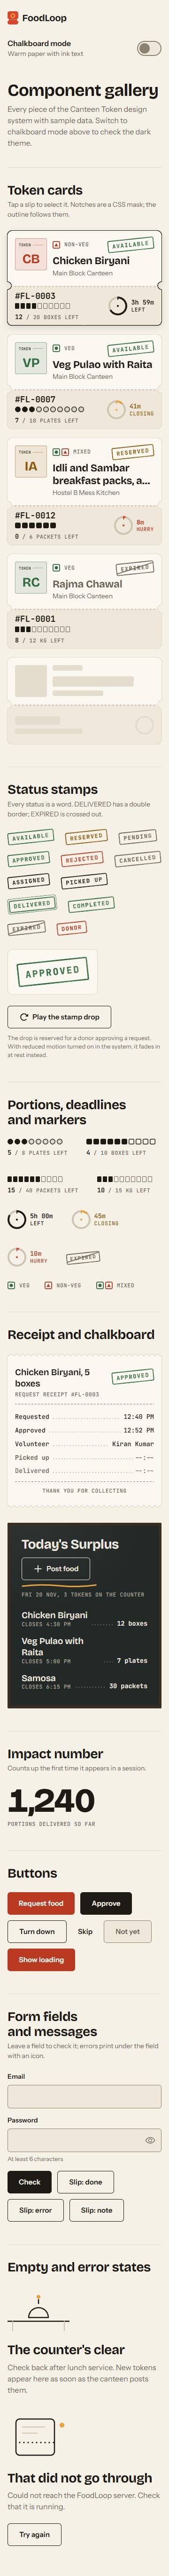 FoodLoop
Chalkboard mode
Warm paper with ink text
Component gallery
Every piece of the Canteen Token design
system with sample data. Switch to
chalkboard mode above to check the dark
theme.
Token cards
Tap a slip to select it. Notches are a CSS mask; the
outline follows them.
TOKEN
CB
NON-VEG
AVAILABLE
Chicken Biryani
Main Block Canteen
#FL-0003
12 / 20 BOXES LEFT
3h 59m
LEFT
TOKEN
VP
VEG
AVAILABLE
Veg Pulao with Raita
Main Block Canteen
#FL-0007
7 / 10 PLATES LEFT
41m
CLOSING
TOKEN
IA
MIXED
RESERVED
Idli and Sambar
breakfast packs, a...
Hostel B Mess Kitchen
#FL-0012
0 / 6 PACKETS LEFT
8m
HURRY
TOKEN
RC
VEG
EXPIRED
Rajma Chawal
Main Block Canteen
#FL-0001
8 / 12 KG LEFT
Status stamps
Every status is a word. DELIVERED has a double
border; EXPIRED is crossed out.
AVAILABLE
RESERVED
PENDING
APPROVED
REJECTED
CANCELLED
ASSIGNED
PICKED UP
DELIVERED
COMPLETED
EXPIRED
DONOR
APPROVED
Play the stamp drop
The drop is reserved for a donor approving a request.
With reduced motion turned on in the system, it fades in
at rest instead.
Portions, deadlines
and markers
5 / 8 PLATES LEFT
4 / 10 BOXES LEFT
15 / 40 PACKETS LEFT
10 / 15 KG LEFT
5h 00m
LEFT
45m
CLOSING
10m
HURRY
EXPIRED
VEG
NON-VEG
MIXED
Receipt and chalkboard
Chicken Biryani, 5
boxes
APPROVED
REQUEST RECEIPT #FL-0003
Requested 12:40 PM
Approved 12:52 PM
Volunteer Kiran Kumar
Picked up --:--
Delivered --:--
THANK YOU FOR COLLECTING
Today's Surplus
Post food
FRI 20 NOV, 3 TOKENS ON THE COUNTER
Chicken Biryani
CLOSES 4:30 PM 12 boxes
Veg Pulao with
Raita
CLOSES 5:00 PM 7 plates
Samosa
CLOSES 6:15 PM 30 packets
Impact number
Counts up the first time it appears in a session.
1,240
PORTIONS DELIVERED SO FAR
Buttons
Request food
Approve
Turn down
Skip
Not yet
Show loading
Form fields
and messages
Leave a field to check it; errors print under the field
with an icon.
Email
Password
At least 6 characters
Check
Slip: done
Slip: error
Slip: note
Empty and error states
The counter's clear
Check back after lunch service. New tokens
appear here as soon as the canteen posts
them.
That did not go through
Could not reach the FoodLoop server. Check
that it is running.
Try again